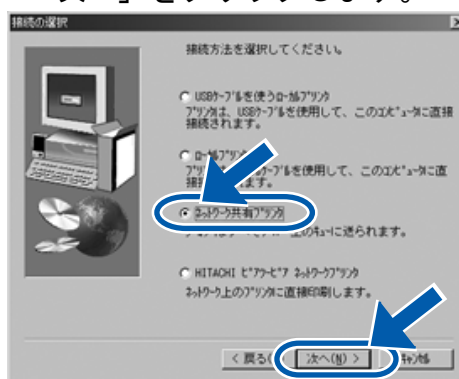 」をクリックします。
接続の選択
接続方法を選択してください。
USBｹｰﾌﾞﾙを使うﾛｰｶﾙﾌﾟﾘﾝﾀ
ﾌﾟﾘﾝﾀは、USBｹｰﾌﾞﾙを使用して、このｺﾝﾋﾟｭｰﾀに直接
接続されます。
ﾛｰｶﾙﾌﾟﾘﾝﾀ
ｹｰﾌﾞﾙを使用して、このｺﾝﾋﾟｭｰﾀに直
ます。
ﾈｯﾄﾜｰｸ共有ﾌﾟﾘﾝﾀ
上のｷｭｰに送られます。
HITACHI ﾋﾟｱﾂｰﾋﾟｱ ﾈｯﾄﾜｰｸﾌﾟﾘﾝﾀ
ﾈｯﾄﾜｰｸ上のﾌﾟﾘﾝﾀに直接印刷します。
< 戻る( 次へ(N) > ｷｬﾝｾﾙ